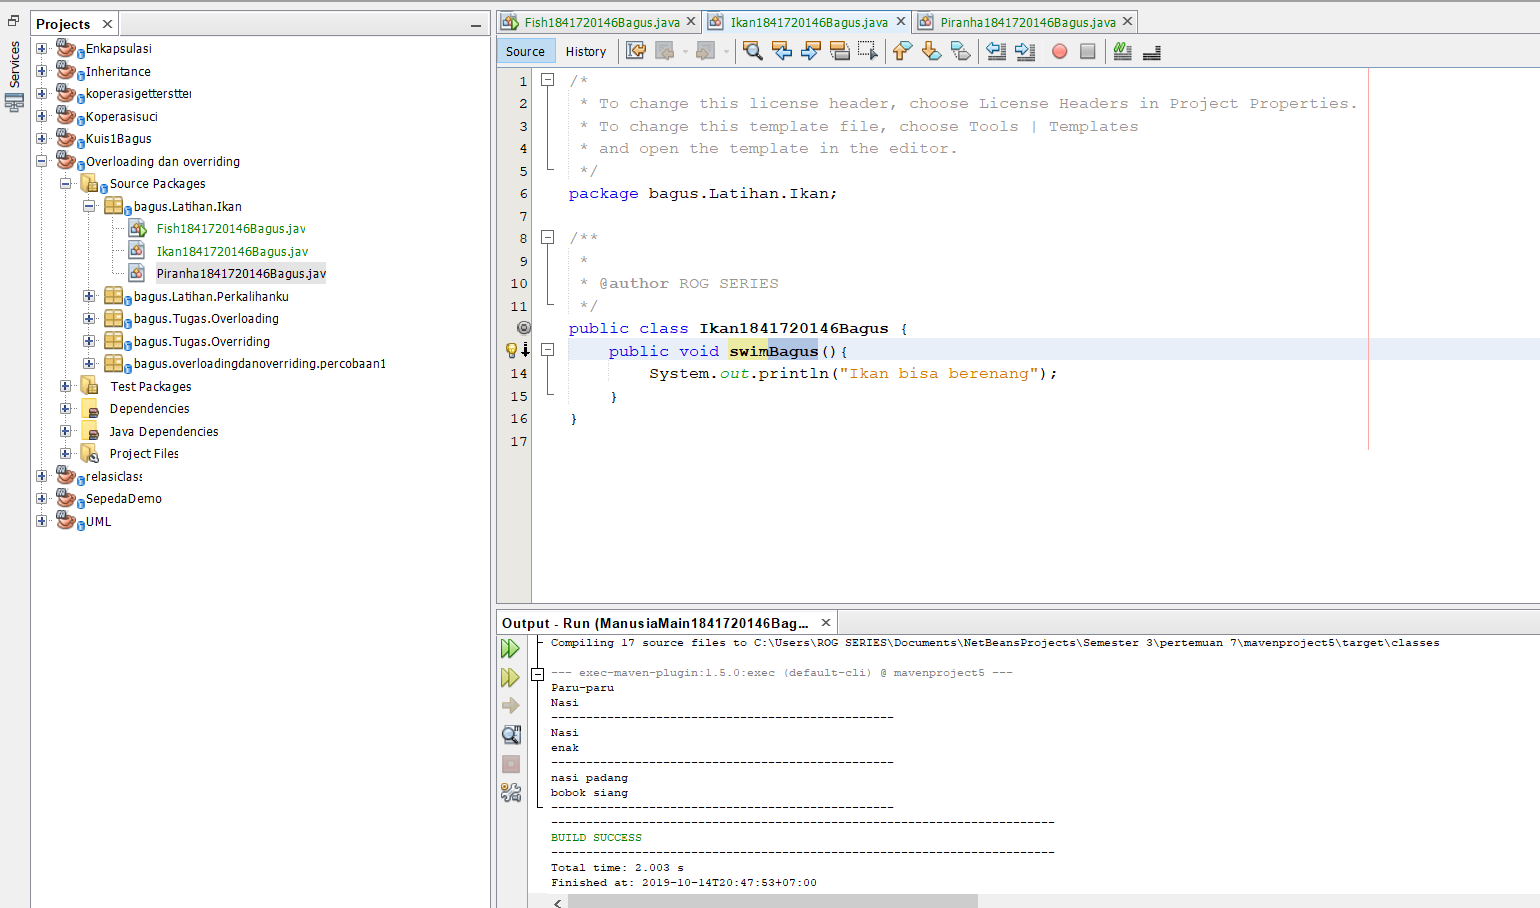 Services
Projects
Enkapsulasi
Inheritance
koperasigetterstter
Koperasisuci
Kuis1Bagus
Overloading dan overriding
Source Packages
bagus.Latihan.Ikan
Fish1841720146Bagus.jav
Ikan1841720146Bagus.jav
Piranha1841720146Bagus.jav
bagus.Latihan.Perkalihanku
bagus.Tugas.Overloading
bagus.Tugas.Overriding
bagus.overloadingdanoverriding.percobaan1
Test Packages
Dependencies
Java Dependencies
Project Files
relasiclass
SepedaDemo
UML
Fish1841720146Bagus.java
Ikan1841720146Bagus.java
Piranha1841720146Bagus.java
Source History
1 /*
2 * To change this license header, choose License Headers in Project Properties.
3 * To change this template file, choose Tools | Templates
4 * and open the template in the editor.
5 */
6 package bagus.Latihan.Ikan;
7
8 /**
9 *
10 * @author ROG SERIES
11 */
public class Ikan1841720146Bagus {
public void swimBagus(){
14 System.out.println("Ikan bisa berenang");
15 }
16 }
17
Output - Run (ManusiaMain1841720146Bag...
Compiling 17 source files to C:\Users\ROG SERIES\Documents\NetBeansProjects\Semester 3\pertemuan 7\mavenproject5\target\classes
--- exec-maven-plugin:1.5.0:exec (default-cli) @ mavenproject5 ---
Paru-paru
Nasi
-------------------------------------------------
Nasi
enak
-------------------------------------------------
nasi padang
bobok siang
-------------------------------------------------
------------------------------------------------------------------------
BUILD SUCCESS
------------------------------------------------------------------------
Total time: 2.003 s
Finished at: 2019-10-14T20:47:53+07:00